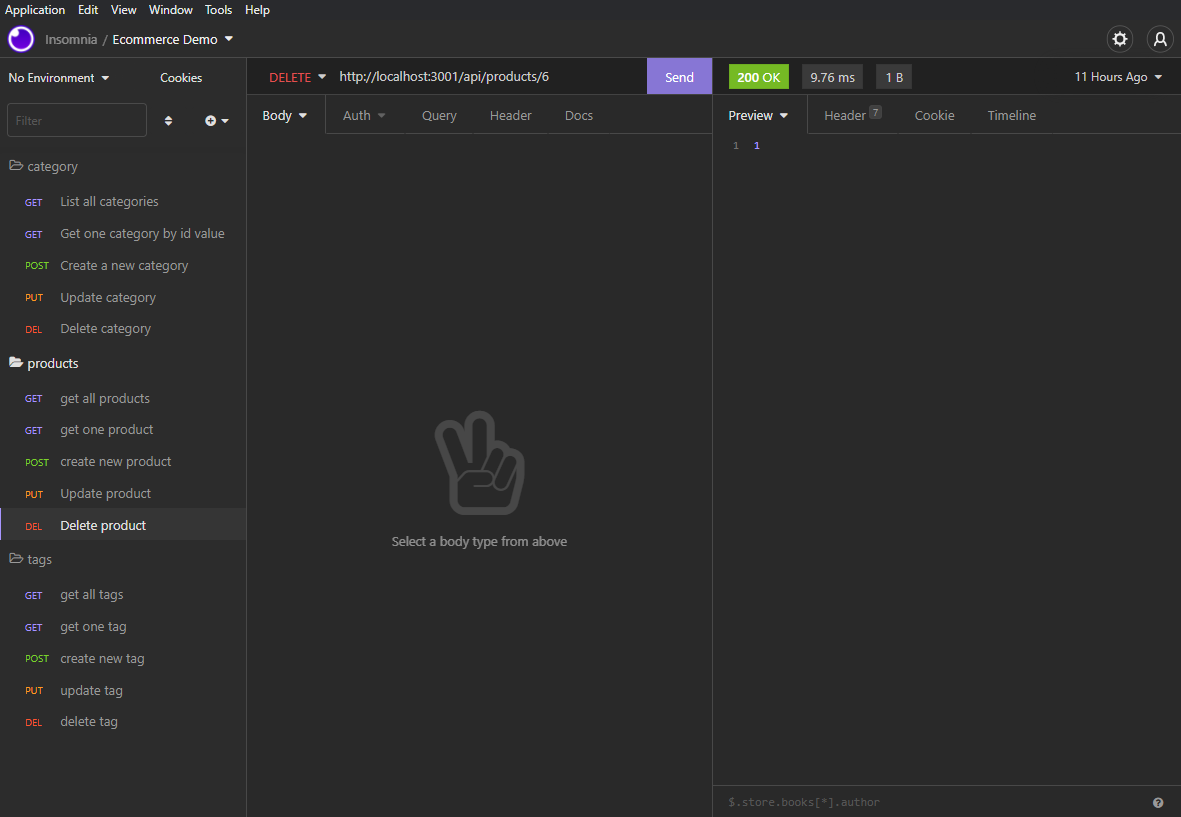 Application Edit View Window Tools Help
Insomnia / Ecommerce Demo
No Environment Cookies
Filter
category
GET List all categories
GET Get one category by id value
POST Create a new category
PUT Update category
DEL Delete category
products
GET get all products
GET get one product
POST create new product
PUT Update product
DEL Delete product
tags
GET get all tags
GET get one tag
POST create new tag
PUT update tag
DEL delete tag
DELETE http://localhost:3001/api/products/6 Send
Body Auth Query Header Docs
Select a body type from above
200 OK 9.76 ms 1 B 11 Hours Ago
Preview Header 7 Cookie Timeline
1 1
$.store.books[*].author